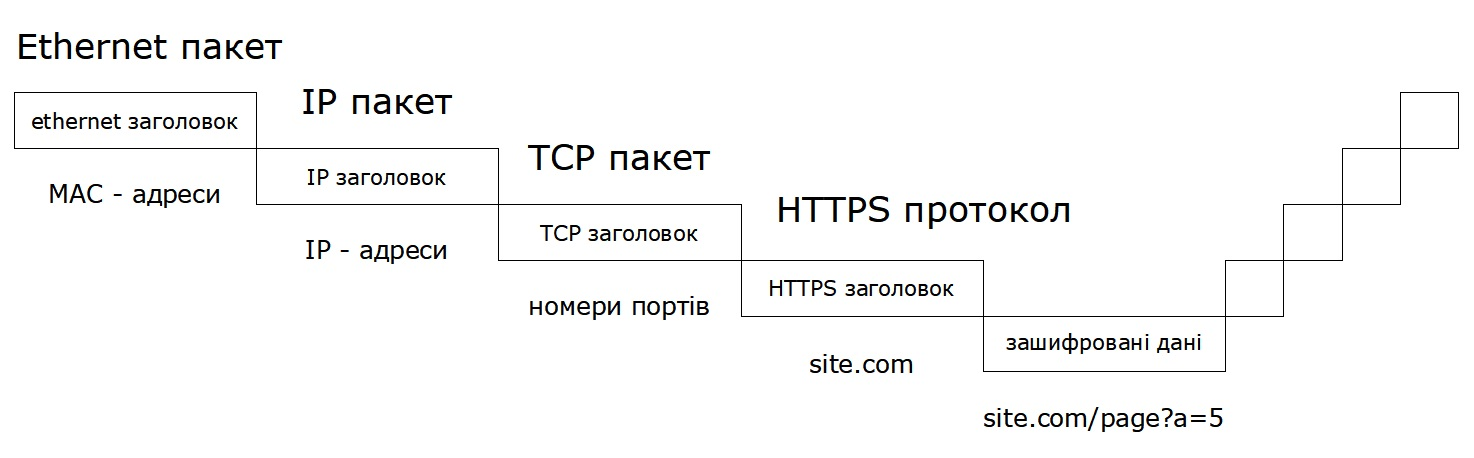 Ethernet пакет
ethernet заголовок
MAC - адреси
IP пакет
IP заголовок
IP - адреси
TCP пакет
TCP заголовок
номери портів
HTTPS протокол
HTTPS заголовок
site.com
зашифровані дані
site.com/page?a=5